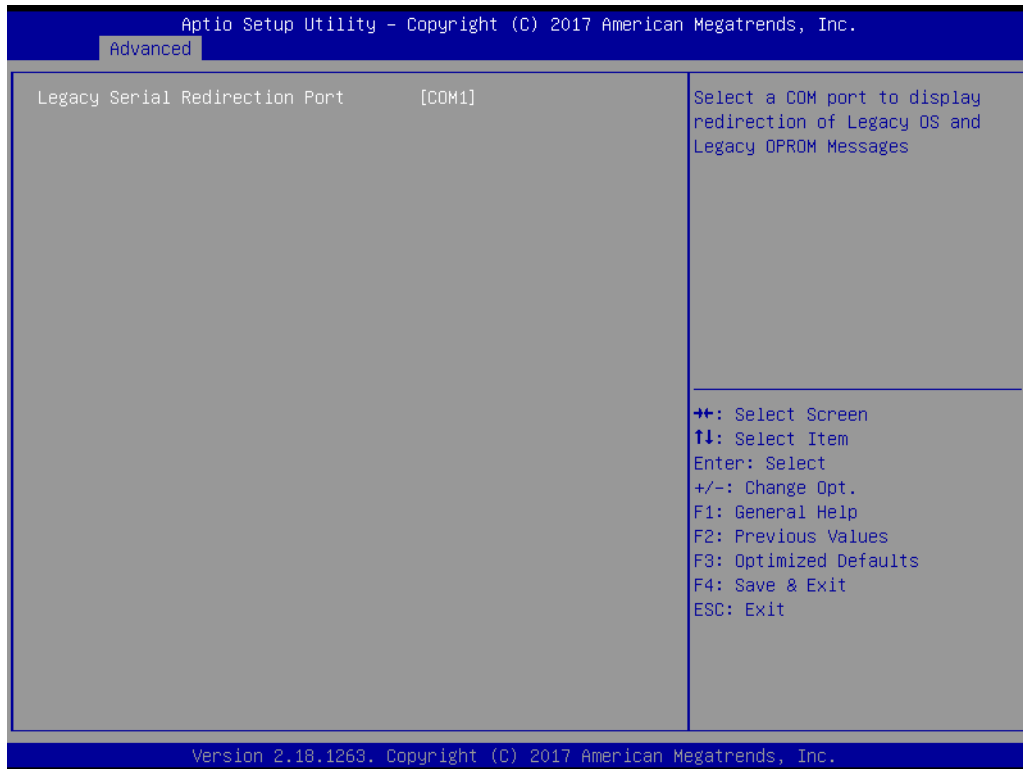 Aptio Setup Utility – Copyright (C) 2017 American Megatrends, Inc.
Advanced
Legacy Serial Redirection Port [COM1]
Select a COM port to display
redirection of Legacy OS and
Legacy OPROM Messages
→←: Select Screen
↑↓: Select Item
Enter: Select
+/-: Change Opt.
F1: General Help
F2: Previous Values
F3: Optimized Defaults
F4: Save & Exit
ESC: Exit
Version 2.18.1263. Copyright (C) 2017 American Megatrends, Inc.